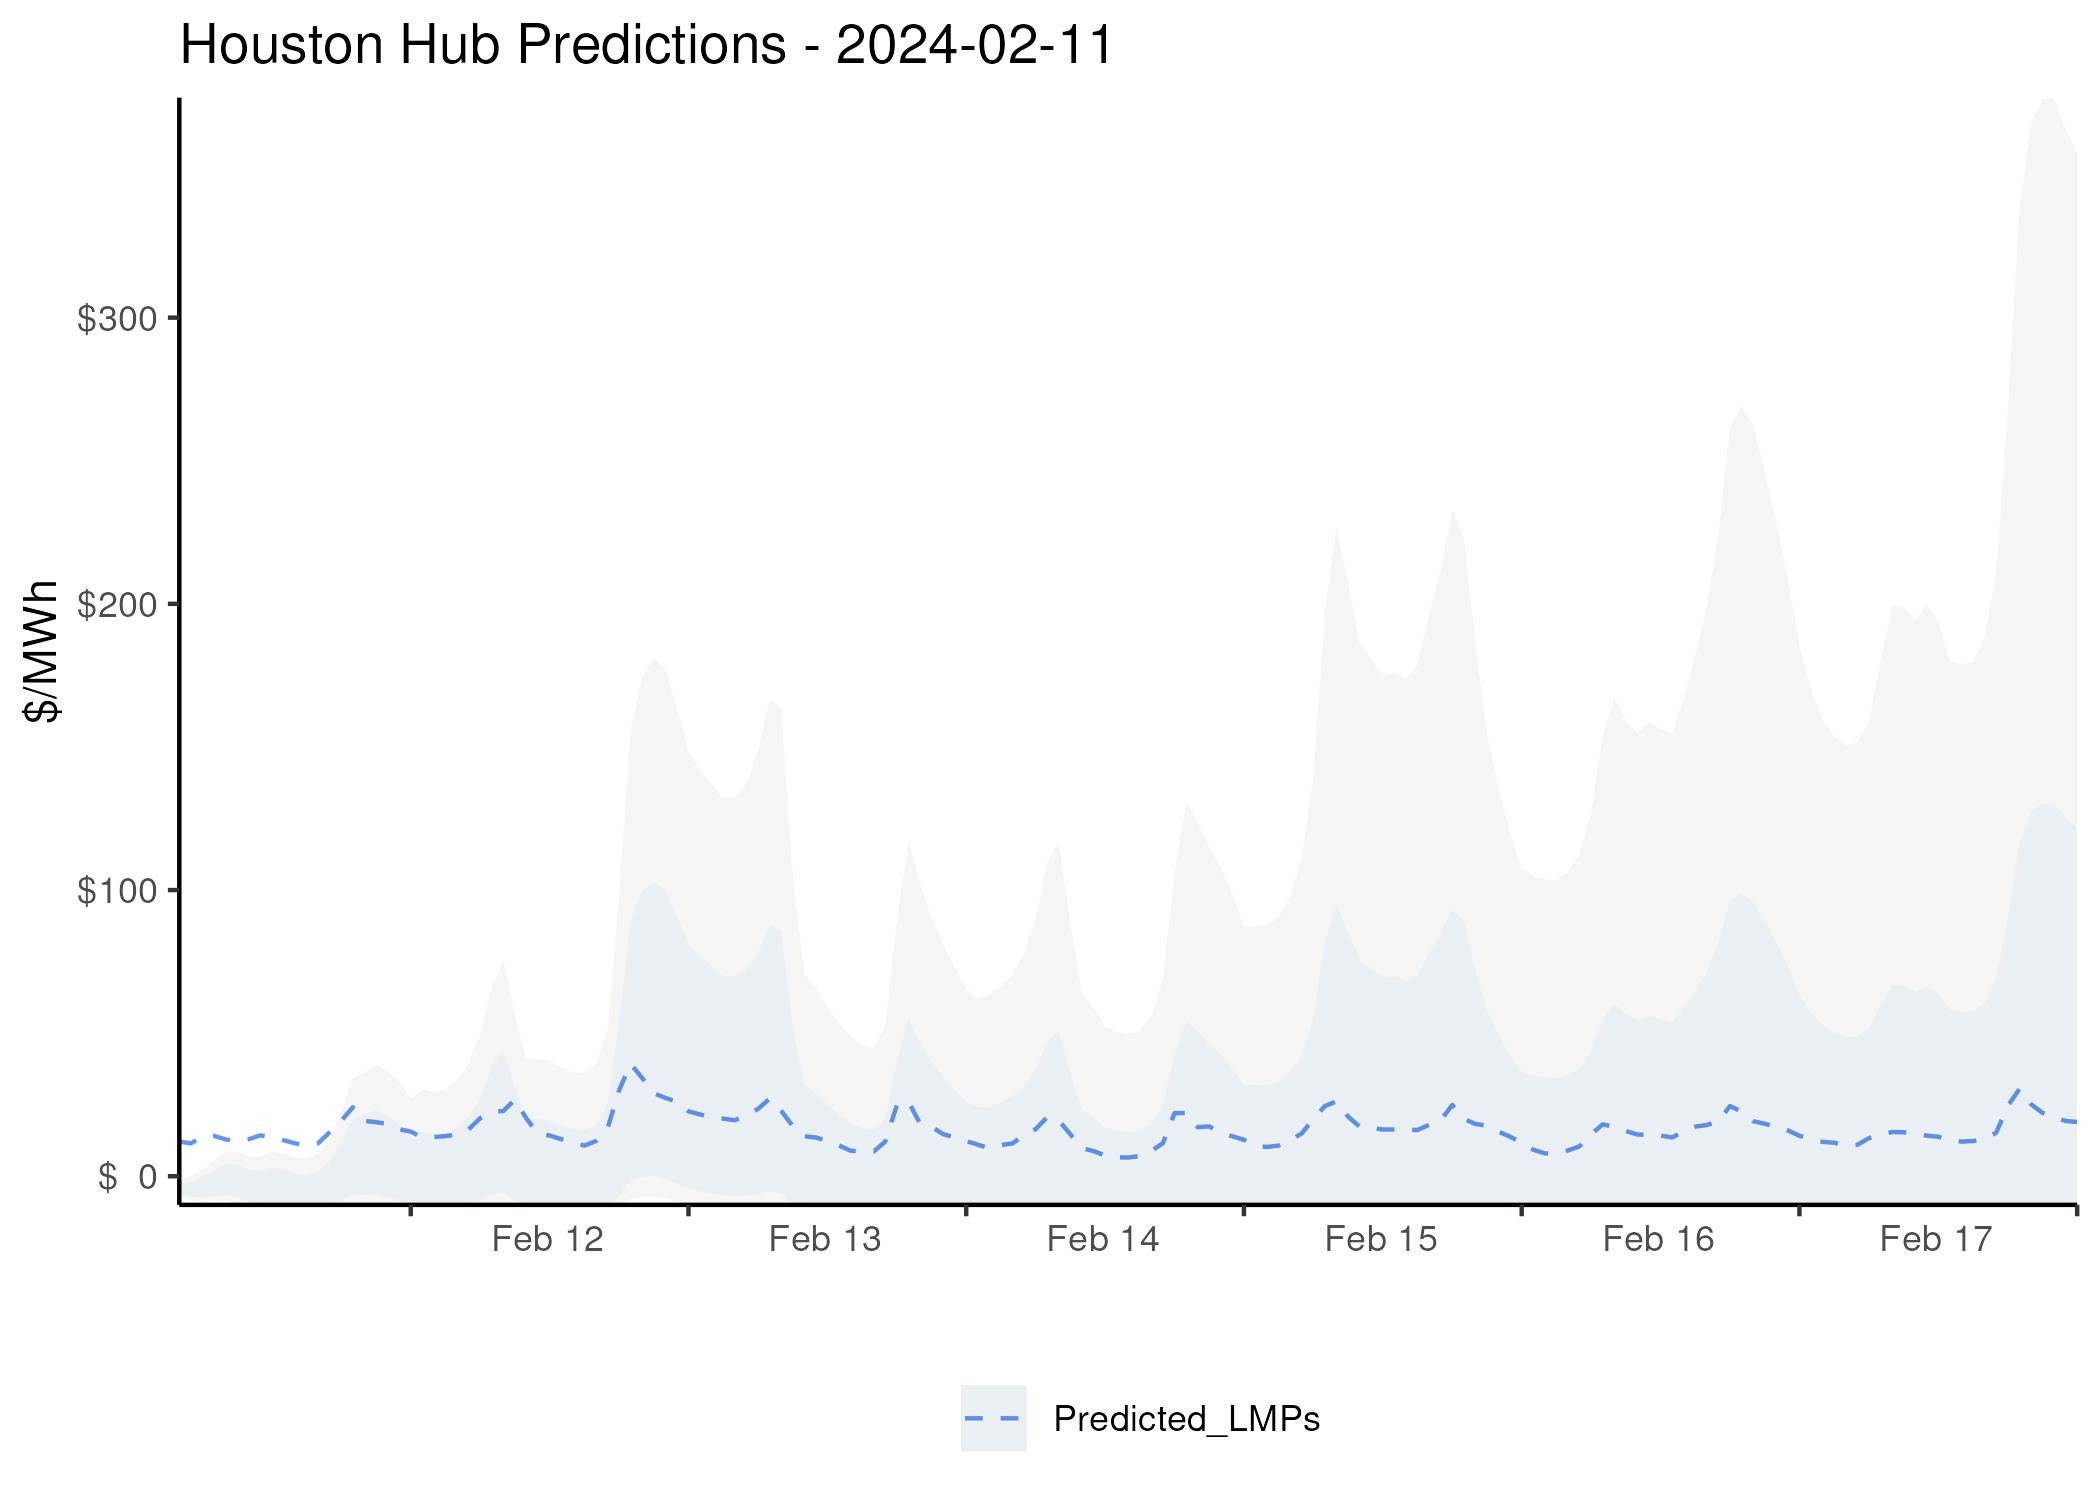 Houston Hub Predictions - 2024-02-11
$/MWh
$300
$200
$100
$ 0
Feb 12 Feb 13 Feb 14 Feb 15 Feb 16 Feb 17
Predicted_LMPs